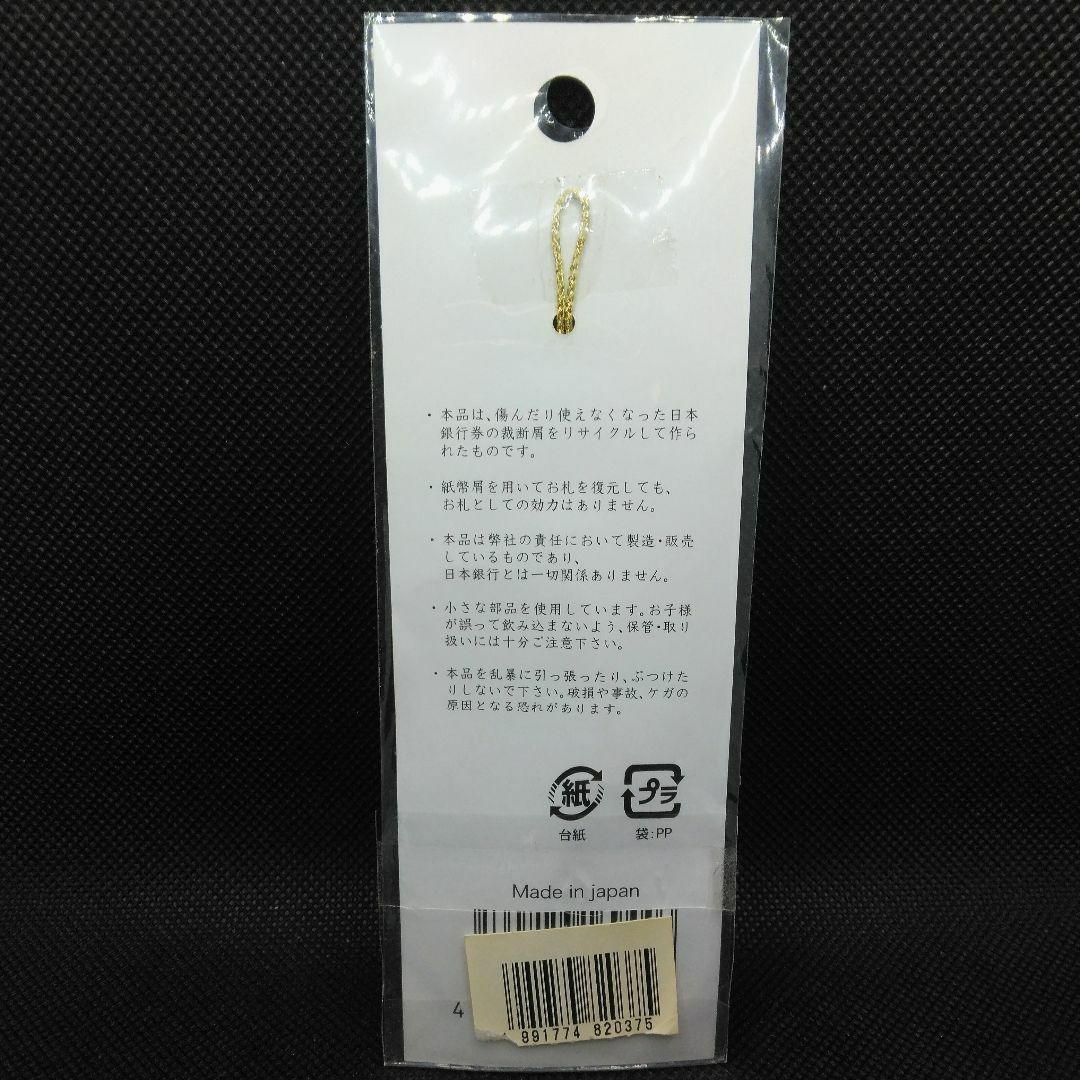 ・本品は、傷んだり使えなくなった日本
銀行券の裁断屑をリサイクルして作ら
れたものです。
・紙幣屑を用いてお札を復元しても、
お札としての効力はありません。
・本品は弊社の責任において製造・販売
しているものであり、
日本銀行とは一切関係ありません。
・小さな部品を使用しています。お子様
が誤って飲み込まないよう、保管・取り
扱いには十分ご注意下さい。
・本品を乱暴に引っ張ったり、ぶつけた
りしないで下さい。破損や事故、ケガの
原因となる恐れがあります。
紙 プラ
台紙 袋:PP
Made in japan
4
991774 820375